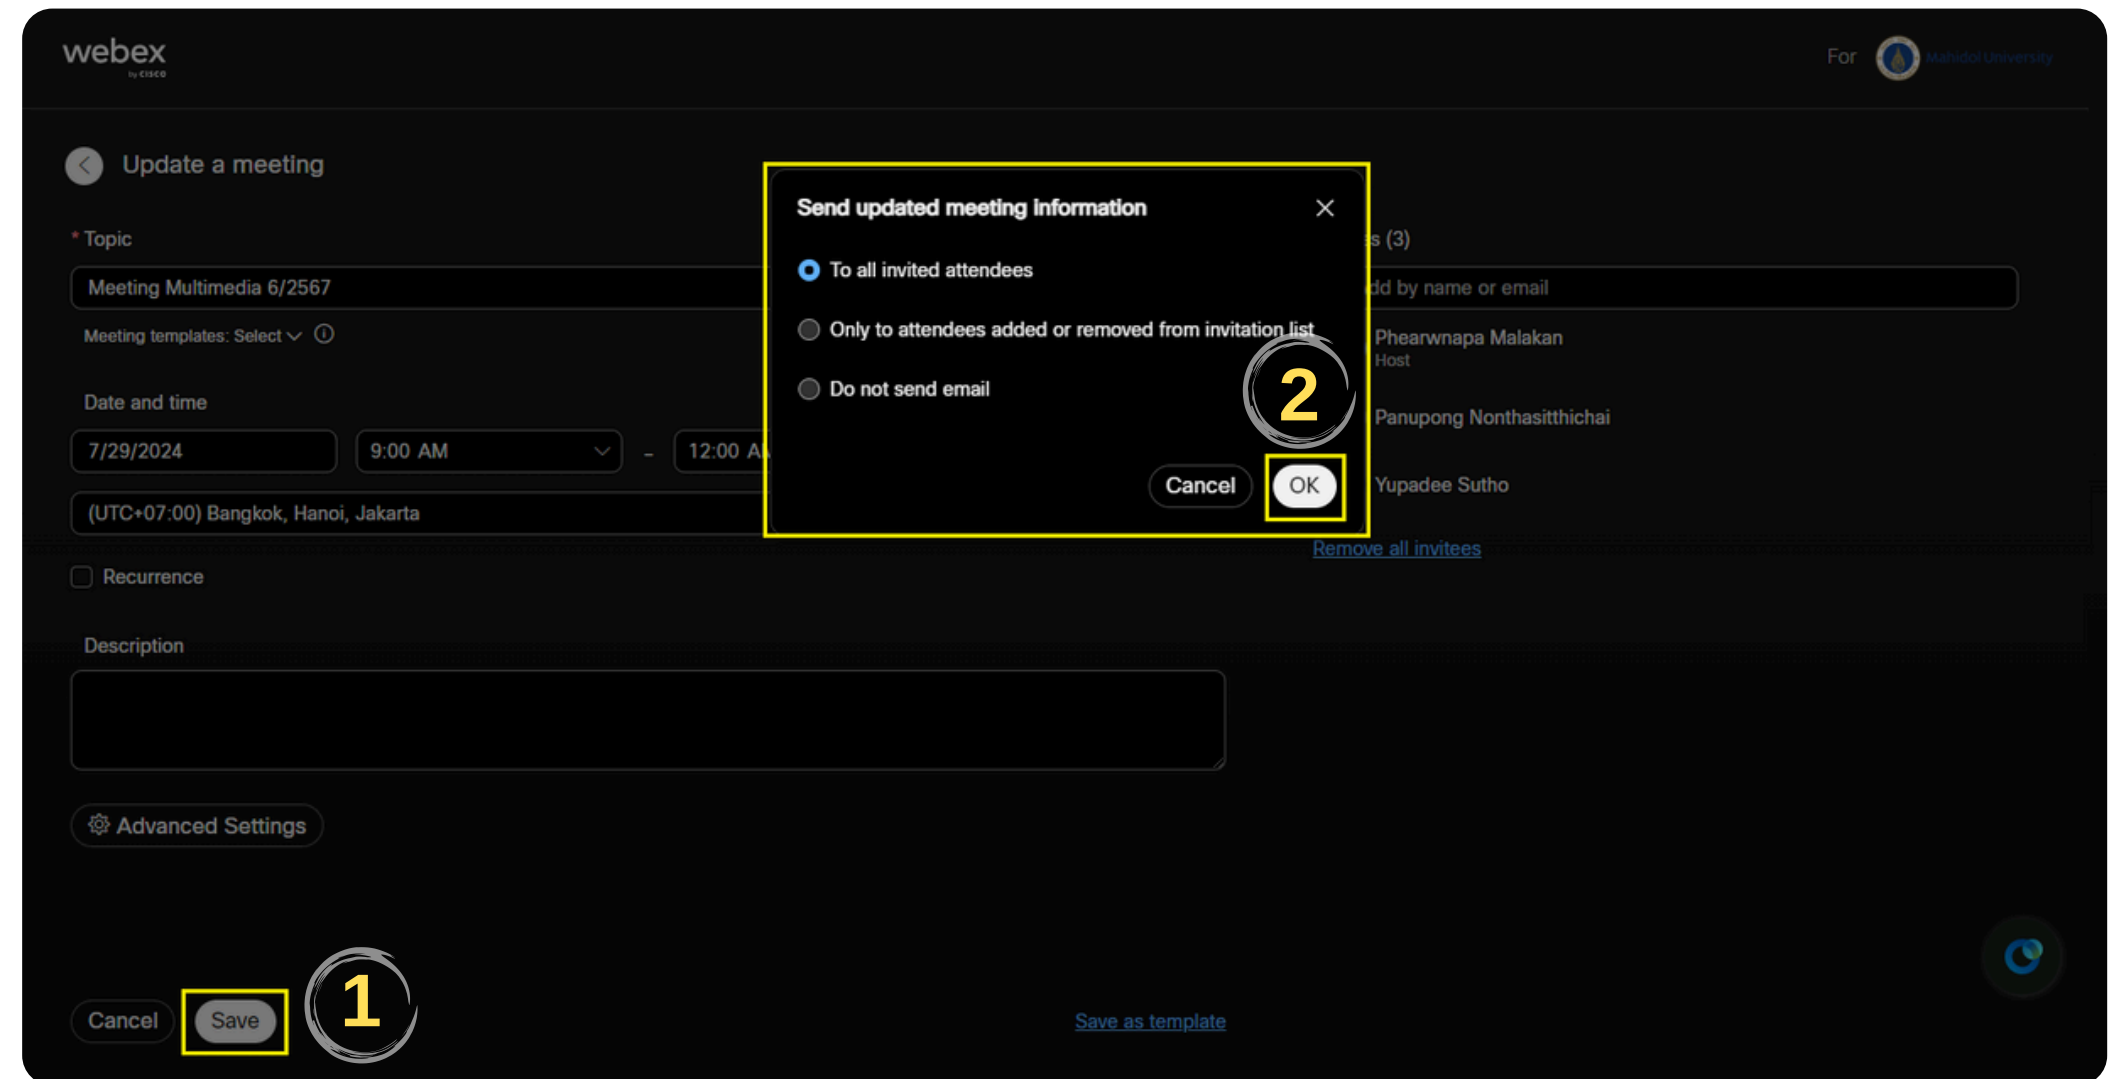 webex
by CISCO
For
Mahidol University
Update a meeting
* Topic
Meeting Multimedia 6/2567
Meeting templates: Select
Date and time
7/29/2024
9:00 AM
-
12:00 A
(UTC+07:00) Bangkok, Hanoi, Jakarta
Recurrence
Description
Advanced Settings
Cancel
Save
1
Save as template
Send updated meeting information
To all invited attendees
Only to attendees added or removed from invitation list
Do not send email
2
Cancel
OK
s (3)
dd by name or email
Phearwnapa Malakan
Host
Panupong Nonthasitthichai
Yupadee Sutho
Remove all invitees